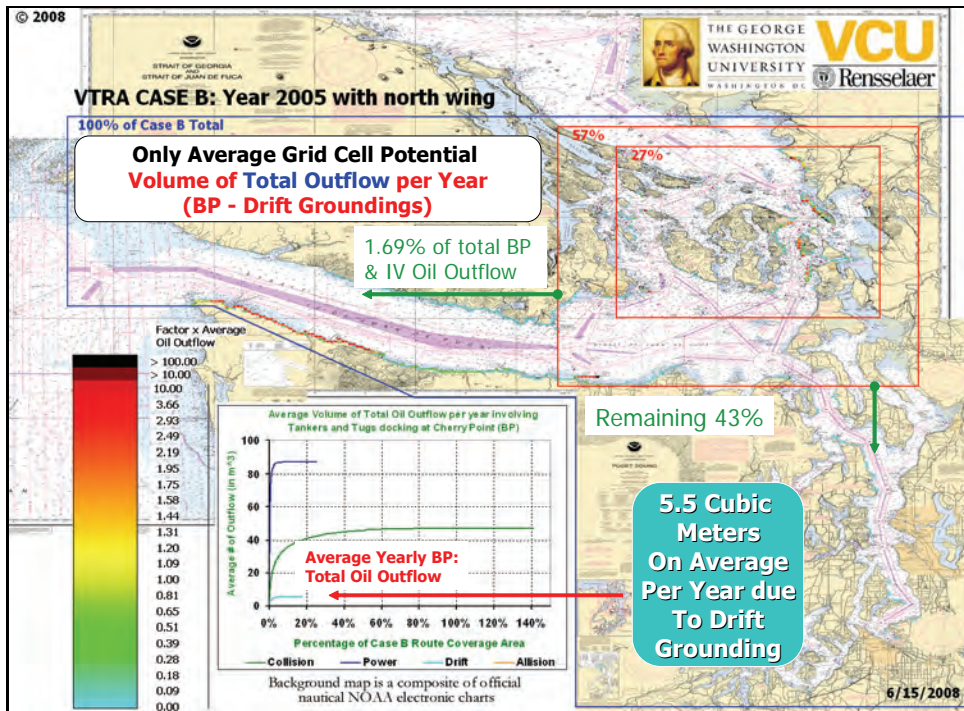 © 2008
STRAIT OF GEORGIA
AND
STRAIT OF JUAN DE FUCA
THE GEORGE
WASHINGTON
UNIVERSITY
WASHINGTON DC
VCU
Rensselaer
VTRA CASE B: Year 2005 with north wing
100% of Case B Total
57%
27%
Only Average Grid Cell Potential
Volume of Total Outflow per Year
(BP - Drift Groundings)
1.69% of total BP
& IV Oil Outflow
Factor x Average
Oil Outflow
> 100.00
> 10.00
10.00
3.66
2.93
2.49
2.19
1.95
1.75
1.58
1.44
1.31
1.20
1.09
1.00
0.81
0.65
0.51
0.39
0.28
0.18
0.09
0.00
Average Volume of Total Oil Outflow per year involving
Tankers and Tugs docking at Cherry Point (BP)
Average # of Outflow (in m^3)
100
80
60
40
20
0
0% 20% 40% 60% 80% 100% 120% 140%
Percentage of Case B Route Coverage Area
Collision Power Drift Allision
Average Yearly BP:
Total Oil Outflow
Background map is a composite of official
nautical NOAA electronic charts
Remaining 43%
PUGET SOUND
5.5 Cubic
Meters
On Average
Per Year due
To Drift
Grounding
6/15/2008